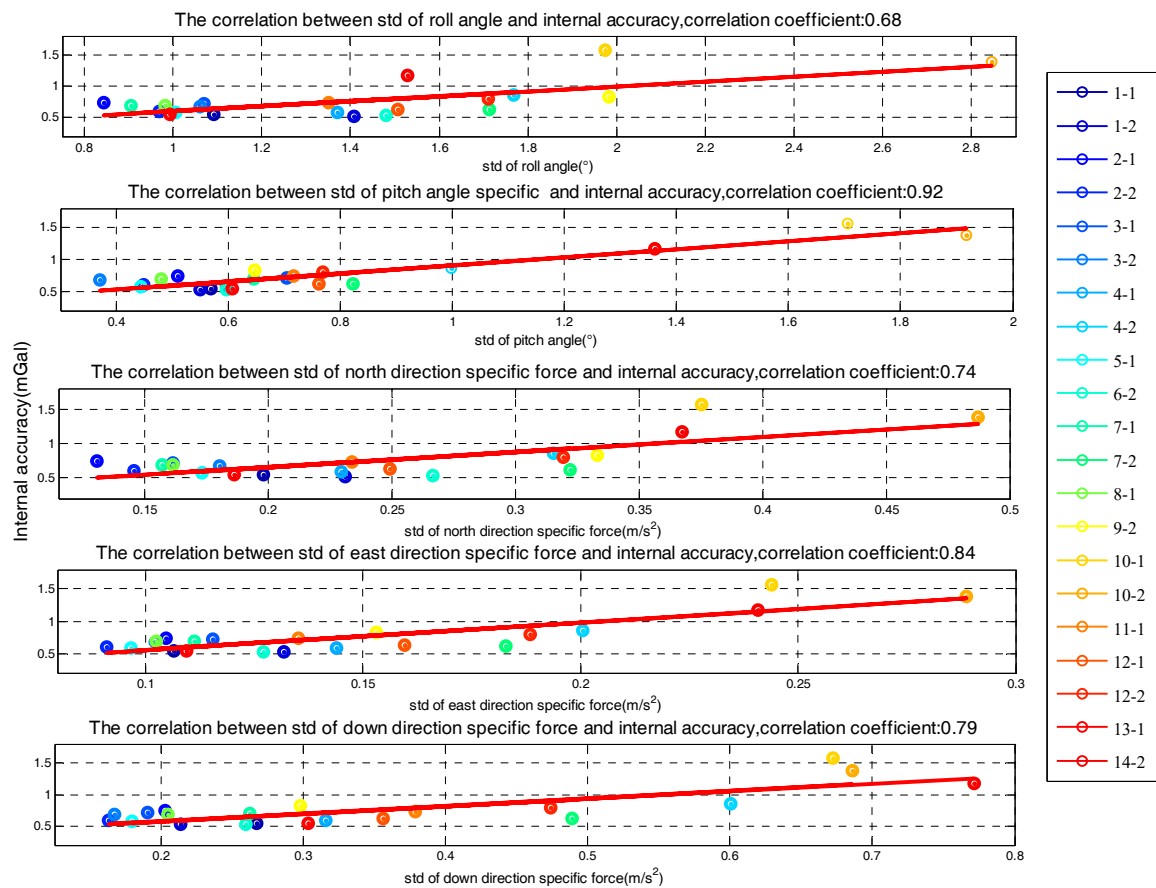 The correlation between std of roll angle and internal accuracy,correlation coefficient:0.68
1.5
1
0.5
0.8 1 1.2 1.4 1.6 1.8 2 2.2 2.4 2.6 2.8
std of roll angle(°)
The correlation between std of pitch angle specific and internal accuracy,correlation coefficient:0.92
1.5
1
0.5
0.4 0.6 0.8 1 1.2 1.4 1.6 1.8 2
std of pitch angle(°)
The correlation between std of north direction specific force and internal accuracy,correlation coefficient:0.74
1.5
1
0.5
0.15 0.2 0.25 0.3 0.35 0.4 0.45 0.5
std of north direction specific force(m/s²)
The correlation between std of east direction specific force and internal accuracy,correlation coefficient:0.84
1.5
1
0.5
0.1 0.15 0.2 0.25 0.3
std of east direction specific force(m/s²)
The correlation between std of down direction specific force and internal accuracy,correlation coefficient:0.79
1.5
1
0.5
0.2 0.3 0.4 0.5 0.6 0.7 0.8
std of down direction specific force(m/s²)
Internal accuracy(mGal)
1-1
1-2
2-1
2-2
3-1
3-2
4-1
4-2
5-1
6-2
7-1
7-2
8-1
9-2
10-1
10-2
11-1
12-1
12-2
13-1
14-2